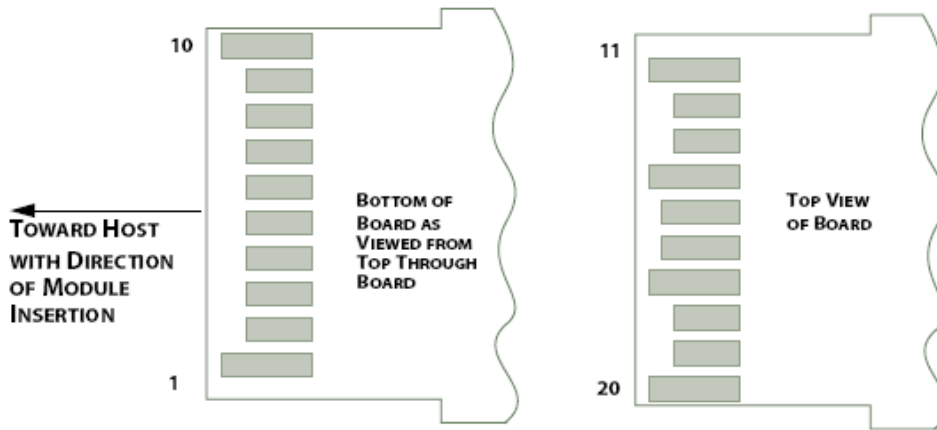 10
1
TOWARD HOST
WITH DIRECTION
OF MODULE
INSERTION
BOTTOM OF
BOARD AS
VIEWED FROM
TOP THROUGH
BOARD
11
20
TOP VIEW
OF BOARD